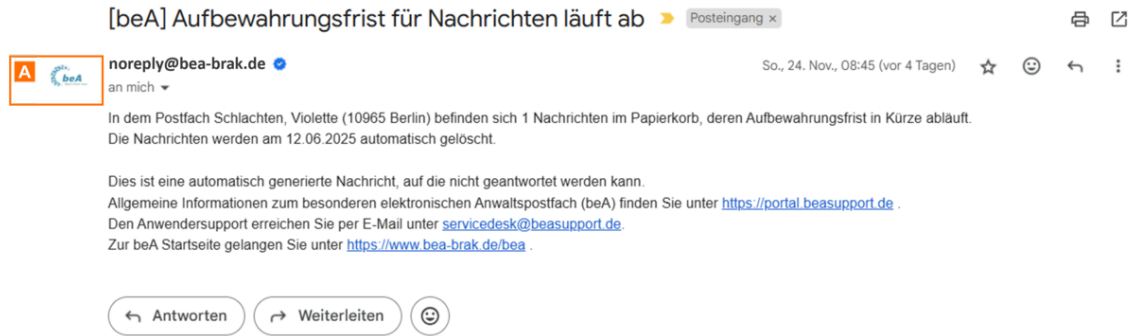 [beA] Aufbewahrungsfrist für Nachrichten läuft ab Posteingang ×
A beA noreply@bea-brak.de So., 24. Nov., 08:45 (vor 4 Tagen)
an mich
In dem Postfach Schlachten, Violette (10965 Berlin) befinden sich 1 Nachrichten im Papierkorb, deren Aufbewahrungsfrist in Kürze abläuft.
Die Nachrichten werden am 12.06.2025 automatisch gelöscht.
Dies ist eine automatisch generierte Nachricht, auf die nicht geantwortet werden kann.
Allgemeine Informationen zum besonderen elektronischen Anwaltspostfach (beA) finden Sie unter https://portal.beasupport.de .
Den Anwendersupport erreichen Sie per E-Mail unter servicedesk@beasupport.de.
Zur beA Startseite gelangen Sie unter https://www.bea-brak.de/bea .
Antworten Weiterleiten